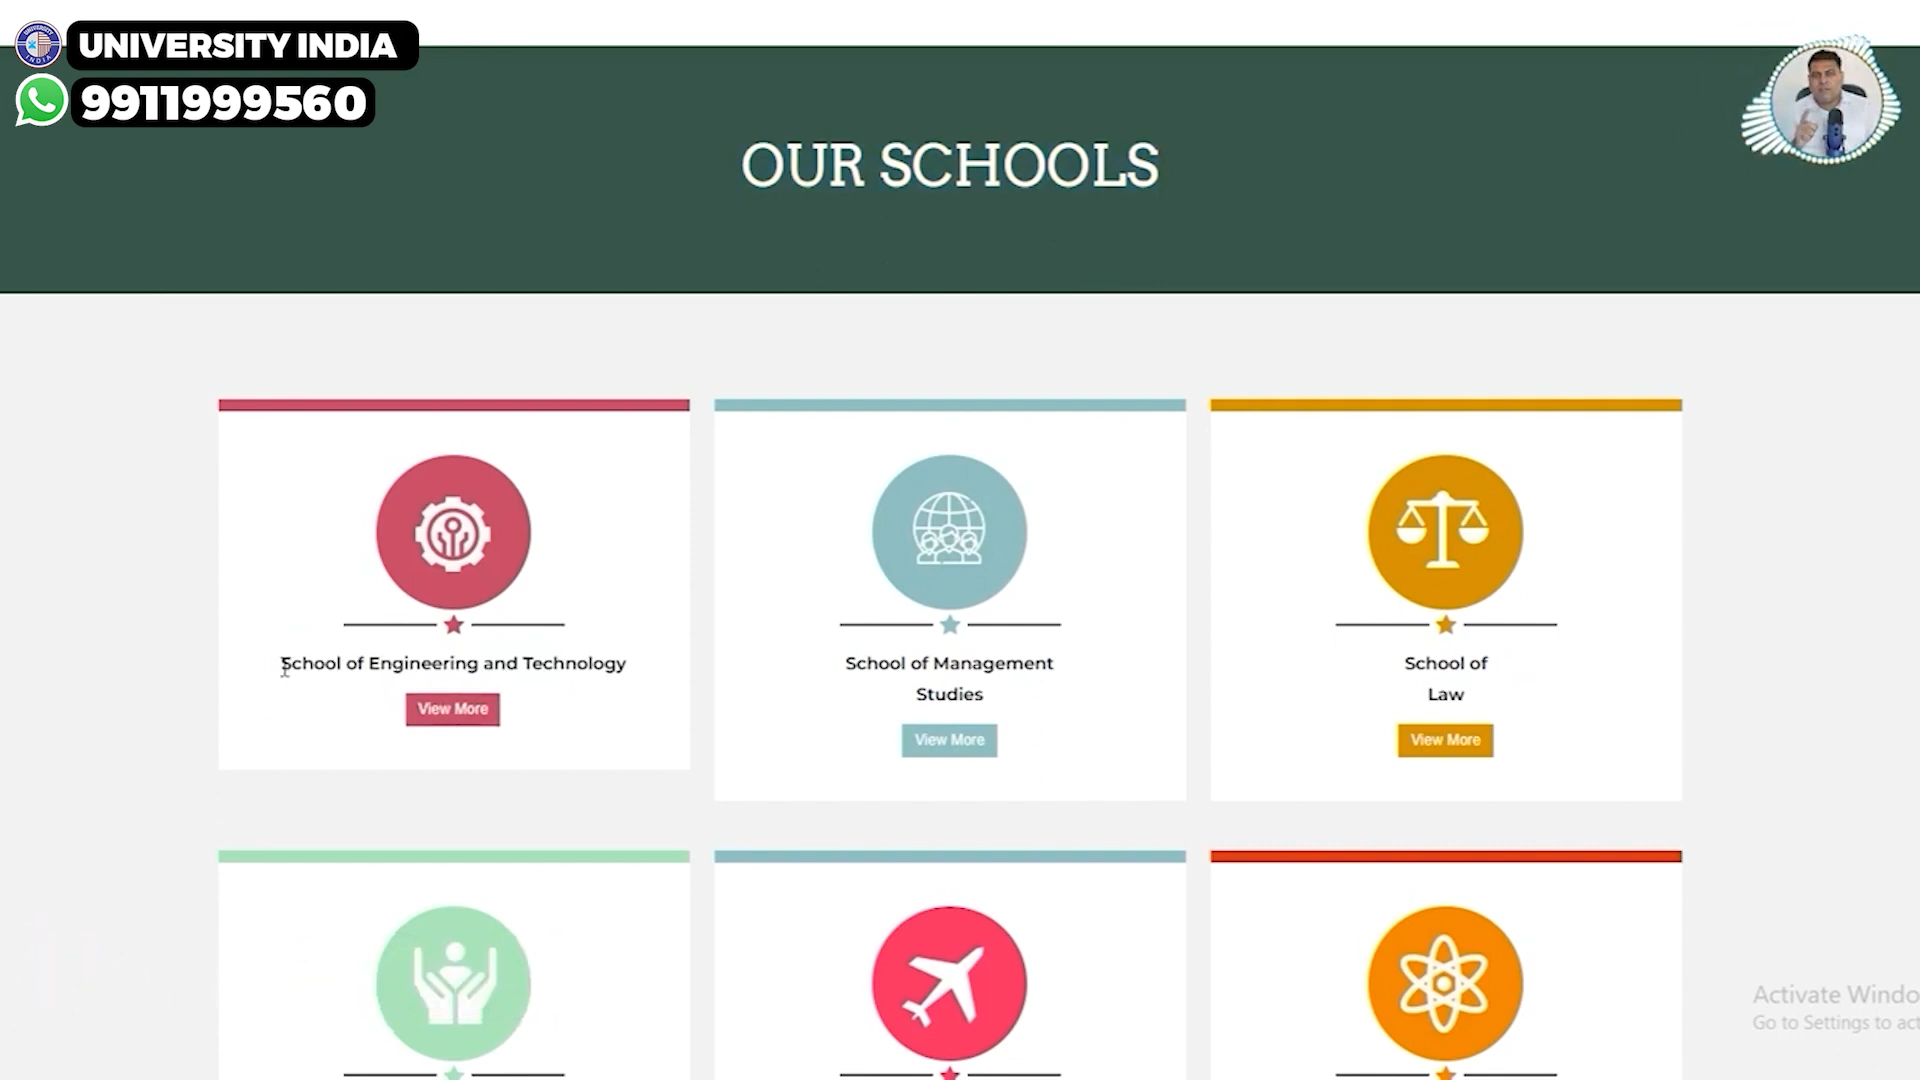 UNIVERSITY INDIA
9911999560
OUR SCHOOLS
School of Engineering and Technology
View More
School of Management
Studies
View More
School of
Law
View More
Activate Windo
Go to Settings to act